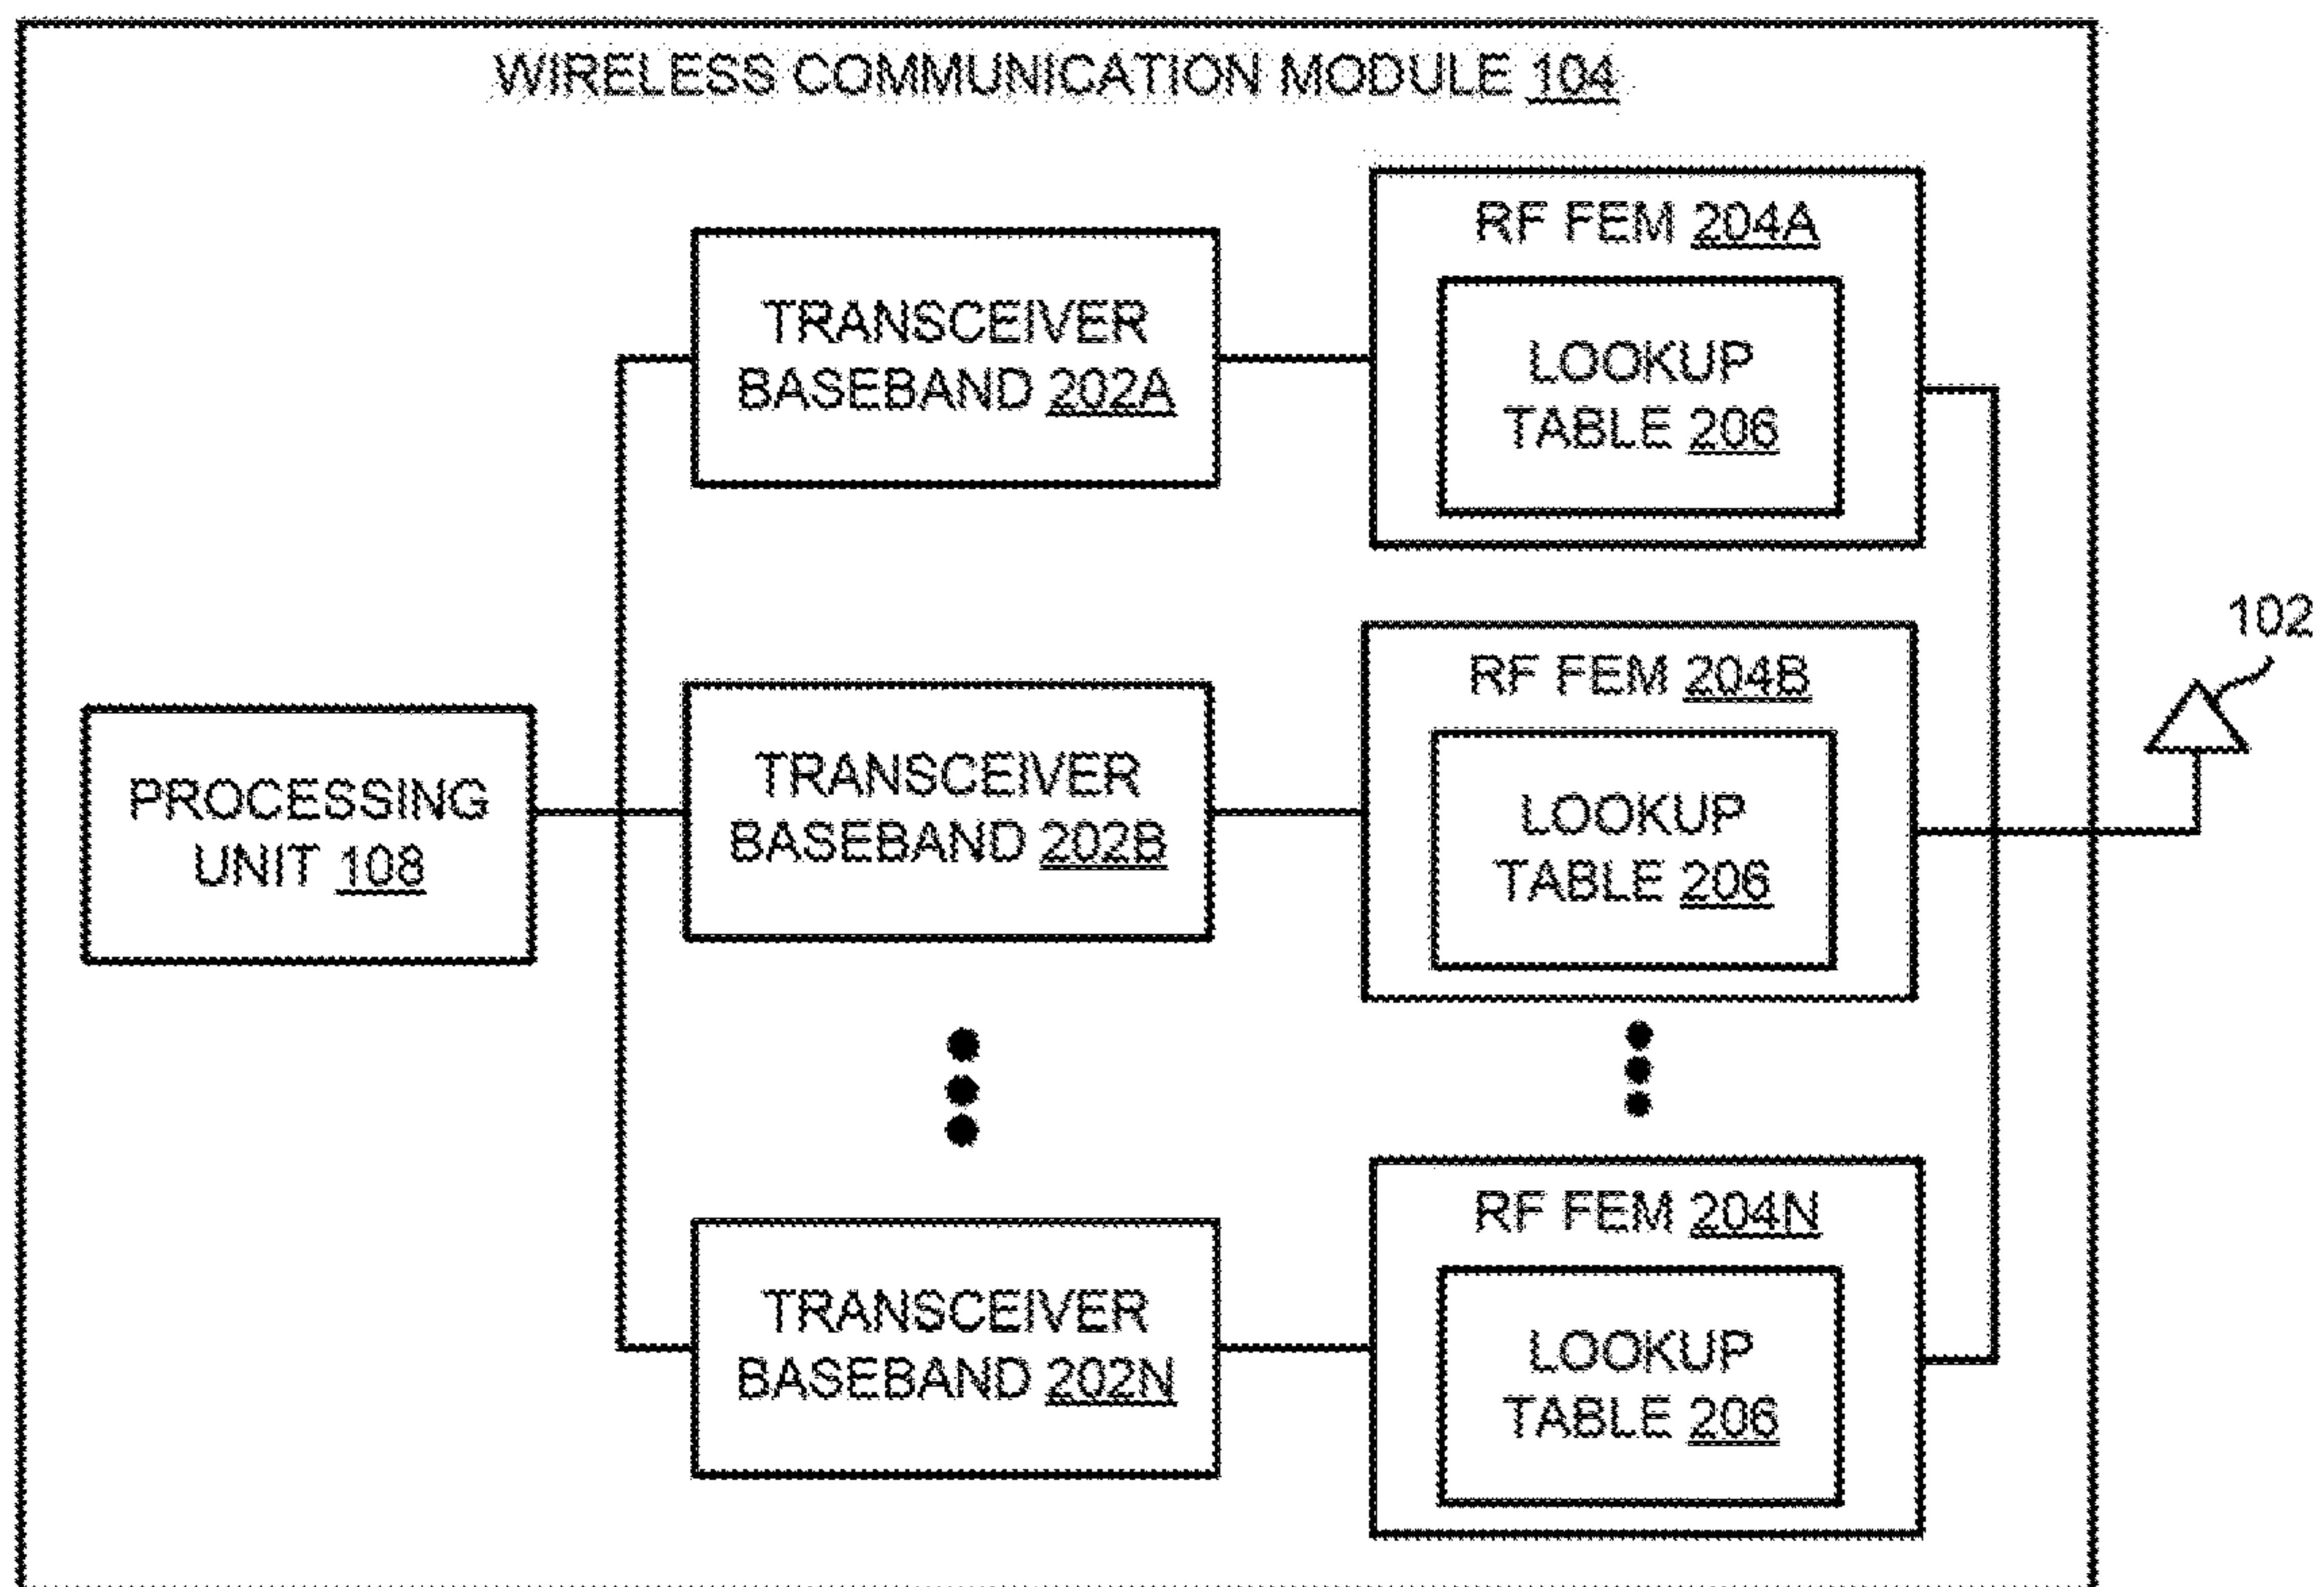 WIRELESS COMMUNICATION MODULE 104
TRANSCEIVER
BASEBAND 202A
RF FEM 204A
LOOKUP
TABLE 206
102
PROCESSING
UNIT 108
TRANSCEIVER
BASEBAND 202B
RF FEM 204B
LOOKUP
TABLE 206
TRANSCEIVER
BASEBAND 202N
RF FEM 204N
LOOKUP
TABLE 206